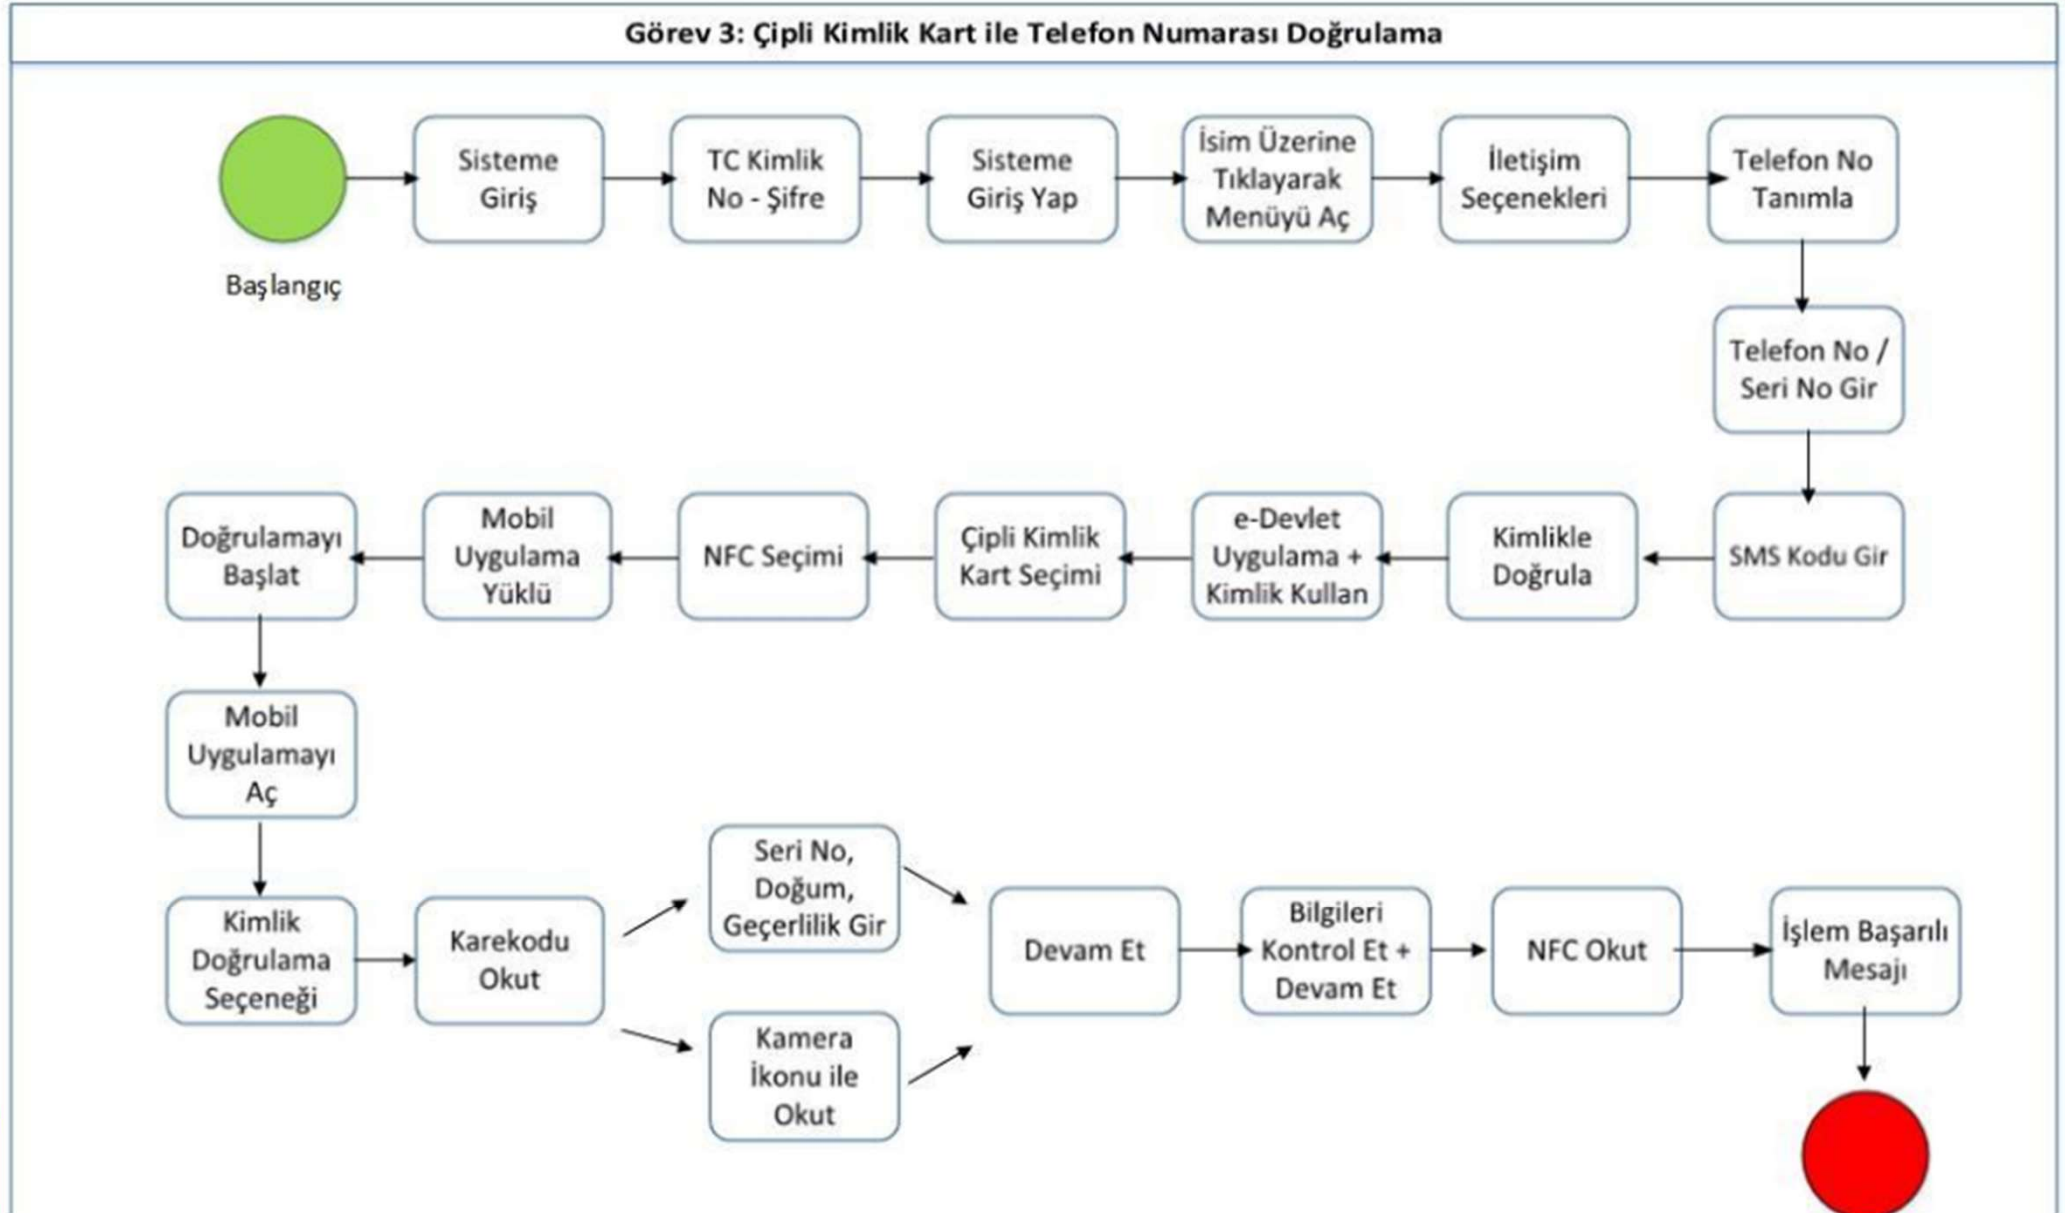 Görev 3: Çipli Kimlik Kart ile Telefon Numarası Doğrulama
Başlangıç
Sisteme
Giriş
TC Kimlik
No - Şifre
Sisteme
Giriş Yap
İsim Üzerine
Tıklayarak
Menüyü Aç
İletişim
Seçenekleri
Telefon No
Tanımla
Telefon No /
Seri No Gir
SMS Kodu Gir
Kimlikle
Doğrula
e-Devlet
Uygulama +
Kimlik Kullan
Çipli Kimlik
Kart Seçimi
NFC Seçimi
Mobil
Uygulama
Yüklü
Doğrulamayı
Başlat
Mobil
Uygulamayı
Aç
Kimlik
Doğrulama
Seçeneği
Karekodu
Okut
Seri No,
Doğum,
Geçerlilik Gir
Kamera
İkonu ile
Okut
Devam Et
Bilgileri
Kontrol Et +
Devam Et
NFC Okut
İşlem Başarılı
Mesajı